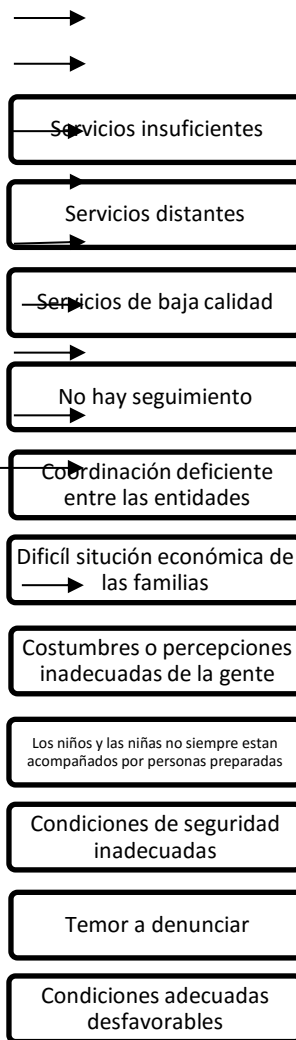 Servicios insuficientes
Servicios distantes
Servicios de baja calidad
No hay seguimiento
Coordinación deficiente
entre las entidades
Dificíl situción económica de
las familias
Costumbres o percepciones
inadecuadas de la gente
Los niños y las niñas no siempre estan
acompañados por personas preparadas
Condiciones de seguridad
inadecuadas
Temor a denunciar
Condiciones adecuadas
desfavorables